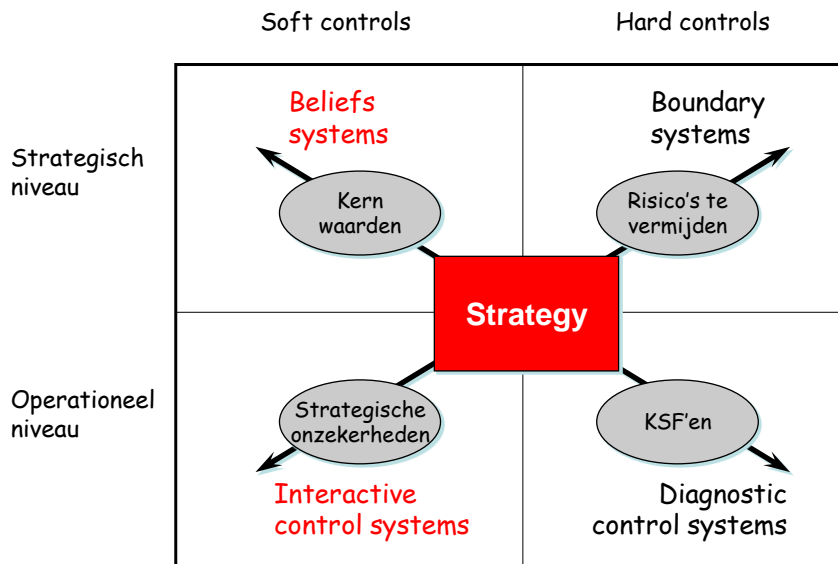 Soft controls
Hard controls
Beliefs
systems
Boundary
systems
Strategisch
niveau
Kern
waarden
Risico's te
vermijden
Strategy
Operationeel
niveau
Strategische
onzekerheden
KSF'en
Interactive
control systems
Diagnostic
control systems